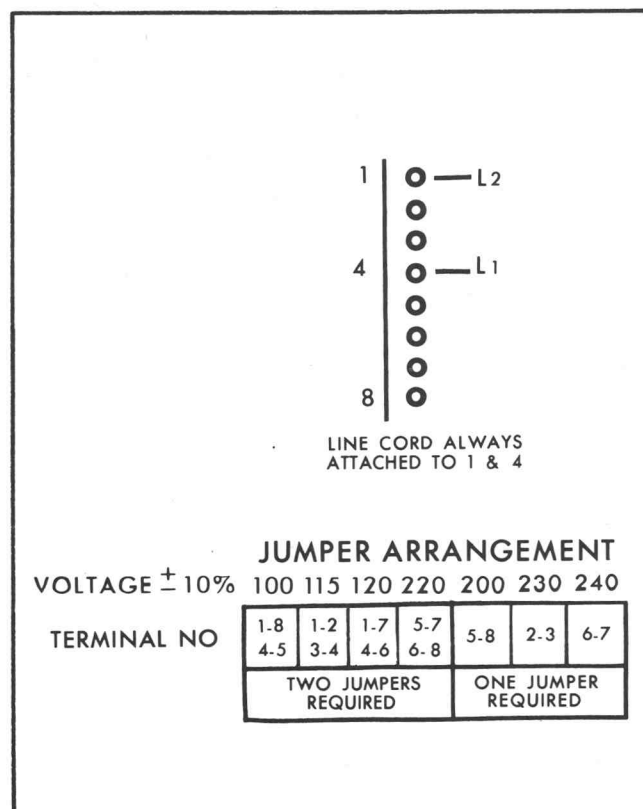 1 L2
4 L1
8
LINE CORD ALWAYS
ATTACHED TO 1 & 4
JUMPER ARRANGEMENT
VOLTAGE ± 10% 100 115 120 220 200 230 240
TERMINAL NO 1-8 1-2 1-7 5-7 5-8 2-3 6-7
4-5 3-4 4-6 6-8
TWO JUMPERS ONE JUMPER
REQUIRED REQUIRED